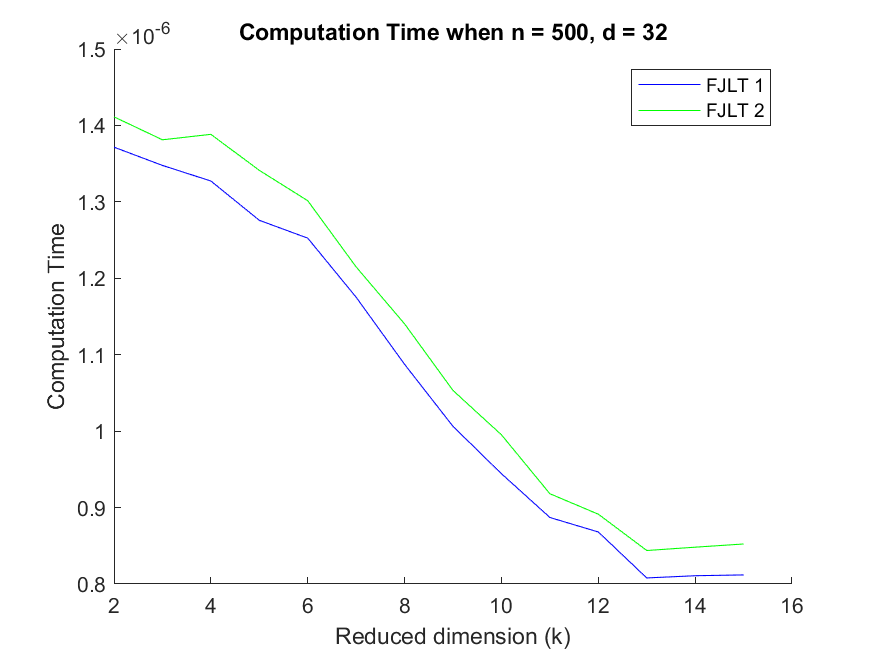 Computation Time when n = 500, d = 32
×10-6
1.5
1.4
1.3
1.2
1.1
1
0.9
0.8
Computation Time
FJLT 1
FJLT 2
2 4 6 8 10 12 14 16
Reduced dimension (k)